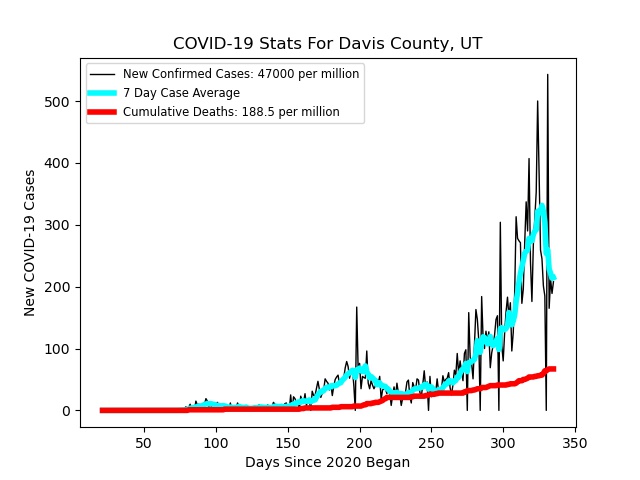 COVID-19 Stats For Davis County, UT
New Confirmed Cases: 47000 per million
7 Day Case Average
Cumulative Deaths: 188.5 per million
New COVID-19 Cases
500
400
300
200
100
0
50
100
150
200
250
300
350
Days Since 2020 Began